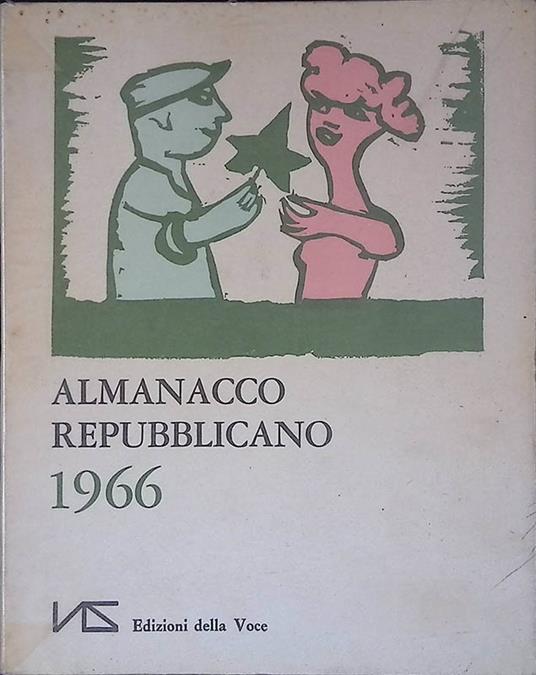 ALMANACCO
REPUBBLICANO
1966
Edizioni della Voce